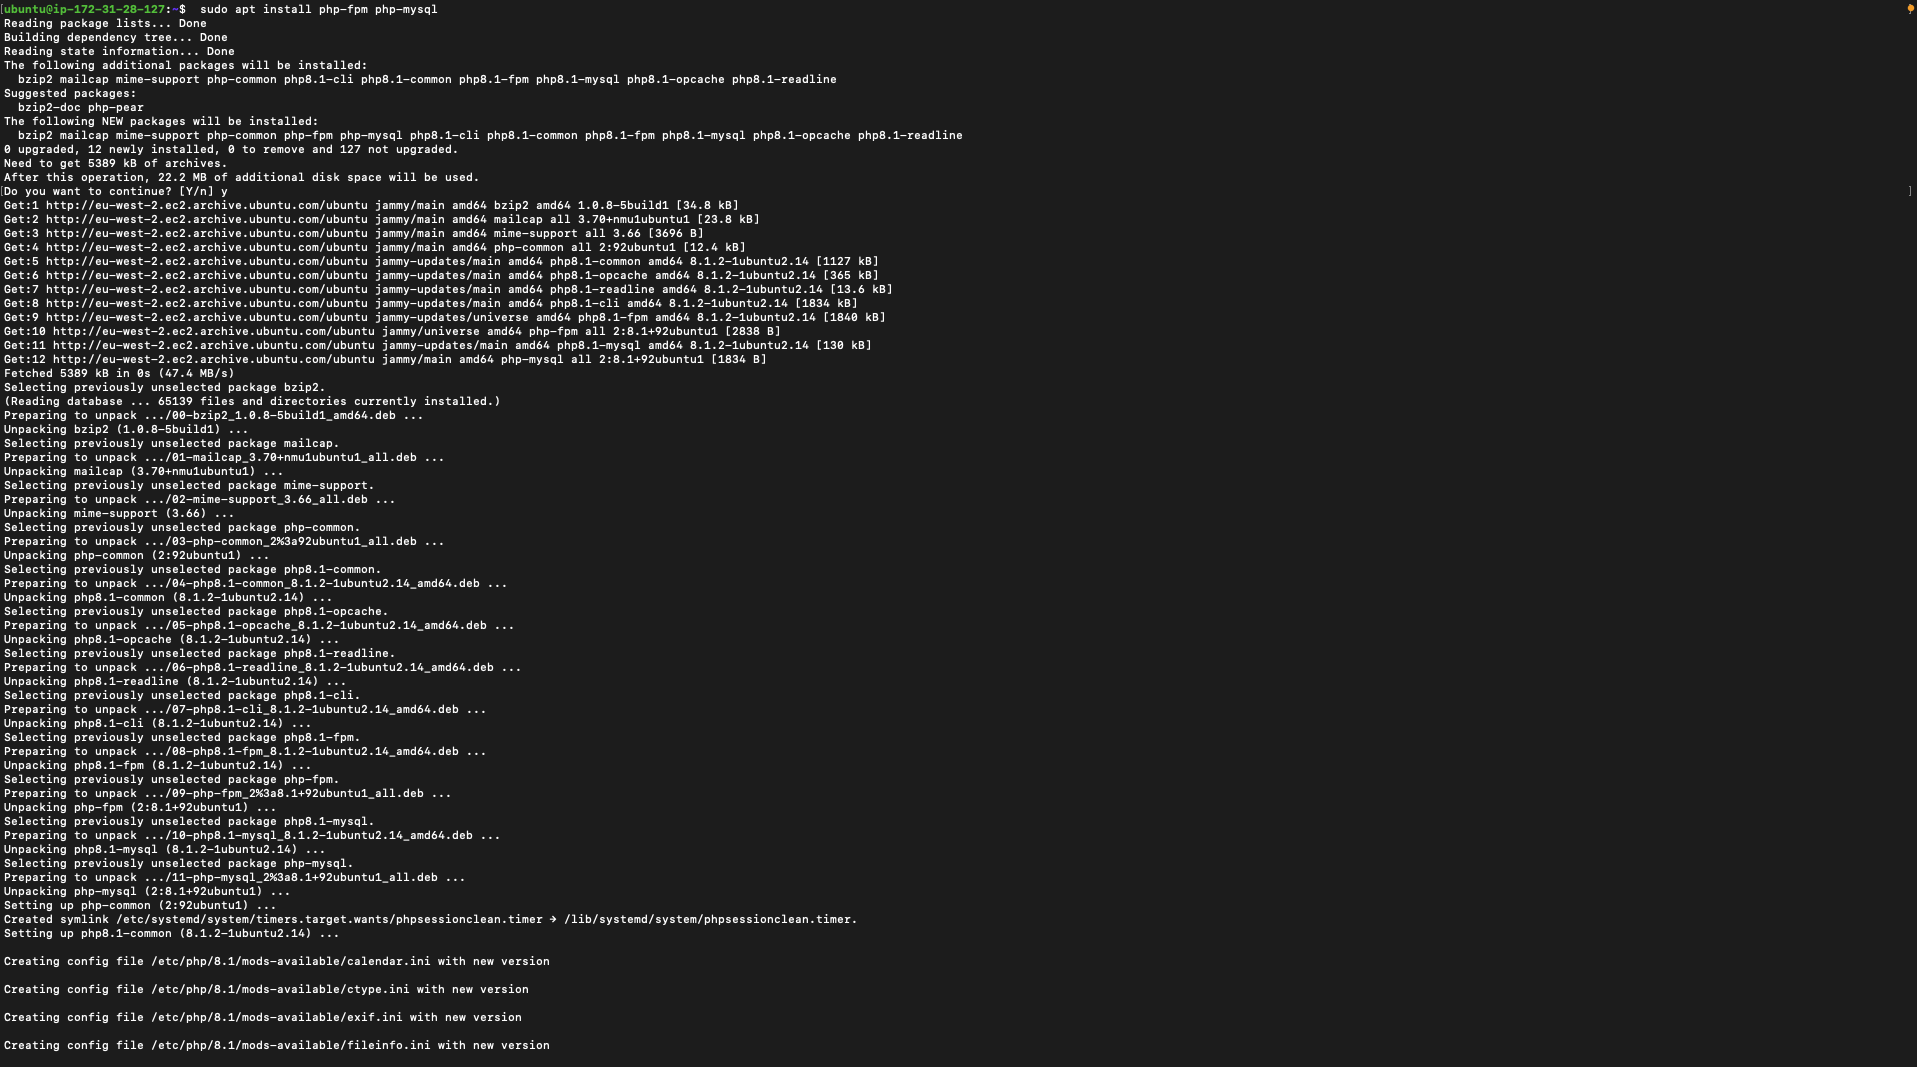 [ubuntu@ip-172-31-28-127:~$  sudo apt install php-fpm php-mysql
Reading package lists... Done
Building dependency tree... Done
Reading state information... Done
The following additional packages will be installed:
  bzip2 mailcap mime-support php-common php8.1-cli php8.1-common php8.1-fpm php8.1-mysql php8.1-opcache php8.1-readline
Suggested packages:
  bzip2-doc php-pear
The following NEW packages will be installed:
  bzip2 mailcap mime-support php-common php-fpm php-mysql php8.1-cli php8.1-common php8.1-fpm php8.1-mysql php8.1-opcache php8.1-readline
0 upgraded, 12 newly installed, 0 to remove and 127 not upgraded.
Need to get 5389 kB of archives.
After this operation, 22.2 MB of additional disk space will be used.
[Do you want to continue? [Y/n] y ]
Get:1 http://eu-west-2.ec2.archive.ubuntu.com/ubuntu jammy/main amd64 bzip2 amd64 1.0.8-5build1 [34.8 kB]
Get:2 http://eu-west-2.ec2.archive.ubuntu.com/ubuntu jammy/main amd64 mailcap all 3.70+nmu1ubuntu1 [23.8 kB]
Get:3 http://eu-west-2.ec2.archive.ubuntu.com/ubuntu jammy/main amd64 mime-support all 3.66 [3696 B]
Get:4 http://eu-west-2.ec2.archive.ubuntu.com/ubuntu jammy/main amd64 php-common all 2:92ubuntu1 [12.4 kB]
Get:5 http://eu-west-2.ec2.archive.ubuntu.com/ubuntu jammy-updates/main amd64 php8.1-common amd64 8.1.2-1ubuntu2.14 [1127 kB]
Get:6 http://eu-west-2.ec2.archive.ubuntu.com/ubuntu jammy-updates/main amd64 php8.1-opcache amd64 8.1.2-1ubuntu2.14 [365 kB]
Get:7 http://eu-west-2.ec2.archive.ubuntu.com/ubuntu jammy-updates/main amd64 php8.1-readline amd64 8.1.2-1ubuntu2.14 [13.6 kB]
Get:8 http://eu-west-2.ec2.archive.ubuntu.com/ubuntu jammy-updates/main amd64 php8.1-cli amd64 8.1.2-1ubuntu2.14 [1834 kB]
Get:9 http://eu-west-2.ec2.archive.ubuntu.com/ubuntu jammy-updates/universe amd64 php8.1-fpm amd64 8.1.2-1ubuntu2.14 [1840 kB]
Get:10 http://eu-west-2.ec2.archive.ubuntu.com/ubuntu jammy/universe amd64 php-fpm all 2:8.1+92ubuntu1 [2838 B]
Get:11 http://eu-west-2.ec2.archive.ubuntu.com/ubuntu jammy-updates/main amd64 php8.1-mysql amd64 8.1.2-1ubuntu2.14 [130 kB]
Get:12 http://eu-west-2.ec2.archive.ubuntu.com/ubuntu jammy/main amd64 php-mysql all 2:8.1+92ubuntu1 [1834 B]
Fetched 5389 kB in 0s (47.4 MB/s)
Selecting previously unselected package bzip2.
(Reading database ... 65139 files and directories currently installed.)
Preparing to unpack .../00-bzip2_1.0.8-5build1_amd64.deb ...
Unpacking bzip2 (1.0.8-5build1) ...
Selecting previously unselected package mailcap.
Preparing to unpack .../01-mailcap_3.70+nmu1ubuntu1_all.deb ...
Unpacking mailcap (3.70+nmu1ubuntu1) ...
Selecting previously unselected package mime-support.
Preparing to unpack .../02-mime-support_3.66_all.deb ...
Unpacking mime-support (3.66) ...
Selecting previously unselected package php-common.
Preparing to unpack .../03-php-common_2%3a92ubuntu1_all.deb ...
Unpacking php-common (2:92ubuntu1) ...
Selecting previously unselected package php8.1-common.
Preparing to unpack .../04-php8.1-common_8.1.2-1ubuntu2.14_amd64.deb ...
Unpacking php8.1-common (8.1.2-1ubuntu2.14) ...
Selecting previously unselected package php8.1-opcache.
Preparing to unpack .../05-php8.1-opcache_8.1.2-1ubuntu2.14_amd64.deb ...
Unpacking php8.1-opcache (8.1.2-1ubuntu2.14) ...
Selecting previously unselected package php8.1-readline.
Preparing to unpack .../06-php8.1-readline_8.1.2-1ubuntu2.14_amd64.deb ...
Unpacking php8.1-readline (8.1.2-1ubuntu2.14) ...
Selecting previously unselected package php8.1-cli.
Preparing to unpack .../07-php8.1-cli_8.1.2-1ubuntu2.14_amd64.deb ...
Unpacking php8.1-cli (8.1.2-1ubuntu2.14) ...
Selecting previously unselected package php8.1-fpm.
Preparing to unpack .../08-php8.1-fpm_8.1.2-1ubuntu2.14_amd64.deb ...
Unpacking php8.1-fpm (8.1.2-1ubuntu2.14) ...
Selecting previously unselected package php-fpm.
Preparing to unpack .../09-php-fpm_2%3a8.1+92ubuntu1_all.deb ...
Unpacking php-fpm (2:8.1+92ubuntu1) ...
Selecting previously unselected package php8.1-mysql.
Preparing to unpack .../10-php8.1-mysql_8.1.2-1ubuntu2.14_amd64.deb ...
Unpacking php8.1-mysql (8.1.2-1ubuntu2.14) ...
Selecting previously unselected package php-mysql.
Preparing to unpack .../11-php-mysql_2%3a8.1+92ubuntu1_all.deb ...
Unpacking php-mysql (2:8.1+92ubuntu1) ...
Setting up php-common (2:92ubuntu1) ...
Created symlink /etc/systemd/system/timers.target.wants/phpsessionclean.timer → /lib/systemd/system/phpsessionclean.timer.
Setting up php8.1-common (8.1.2-1ubuntu2.14) ...
Creating config file /etc/php/8.1/mods-available/calendar.ini with new version
Creating config file /etc/php/8.1/mods-available/ctype.ini with new version
Creating config file /etc/php/8.1/mods-available/exif.ini with new version
Creating config file /etc/php/8.1/mods-available/fileinfo.ini with new version